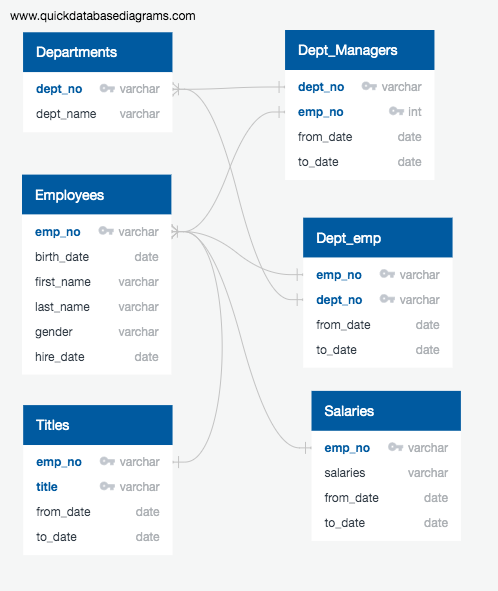 www.quickdatabasediagrams.com
Departments
dept_no varchar
dept_name varchar
Dept_Managers
dept_no varchar
emp_no int
from_date date
to_date date
Employees
emp_no varchar
birth_date date
first_name varchar
last_name varchar
gender varchar
hire_date date
Dept_emp
emp_no varchar
dept_no varchar
from_date date
to_date date
Titles
emp_no varchar
title varchar
from_date date
to_date date
Salaries
emp_no varchar
salaries varchar
from_date date
to_date date